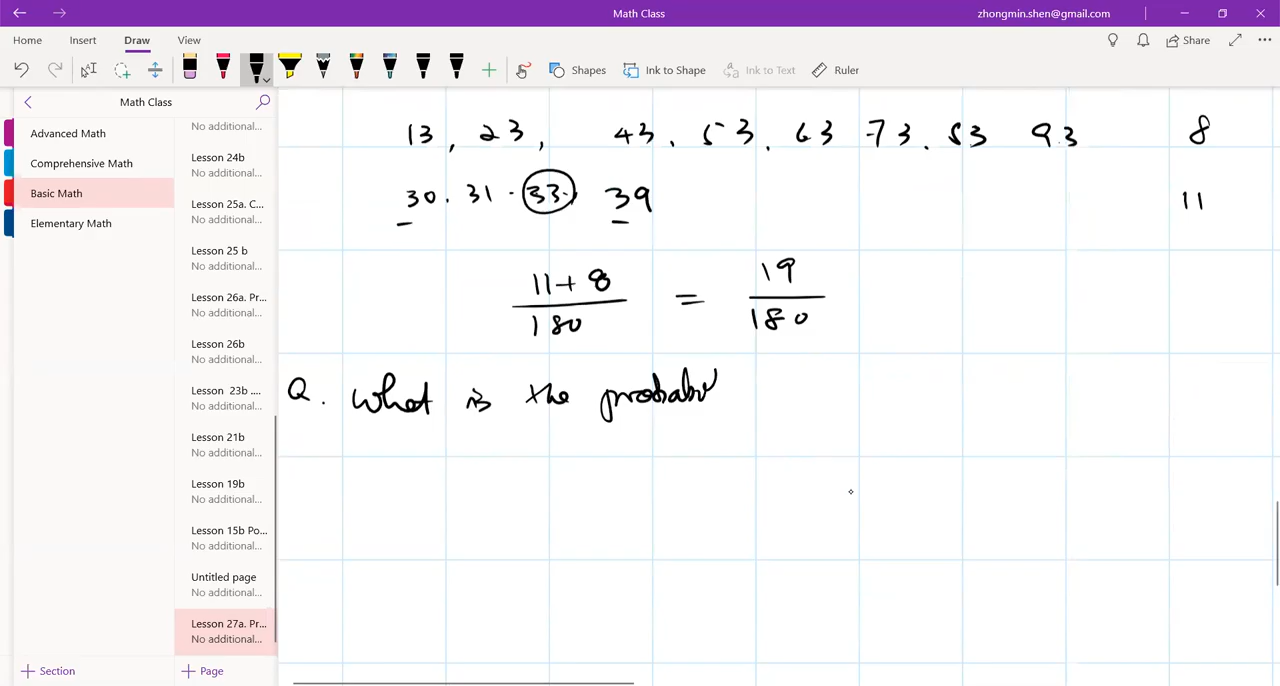 Math Class
zhongmin.shen@gmail.com
Home Insert Draw View
Share
Shapes Ink to Shape Ink to Text Ruler
Math Class
Advanced Math
Comprehensive Math
Basic Math
Elementary Math
No additional...
Lesson 24b
No additional...
Lesson 25a. C...
No additional...
Lesson 25 b
No additional...
Lesson 26a. Pr...
No additional...
Lesson 26b
No additional...
Lesson 23b ....
No additional...
Lesson 21b
No additional...
Lesson 19b
No additional...
Lesson 15b Po...
No additional...
Untitled page
No additional...
Lesson 27a. Pr...
No additional...
Section
Page
13, 23, 43, 53, 63 73, 83 93 8
30. 31 . 33. 39 11
11+8
180
=
19
180
Q. What is the probabi